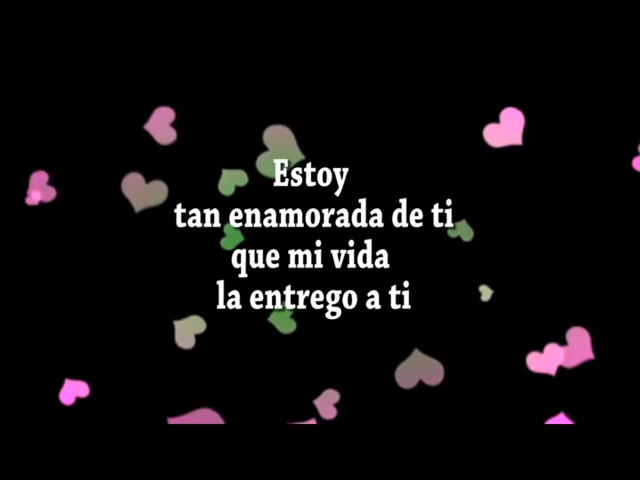 Estoy
tan enamorada de ti
que mi vida
la entrego a ti